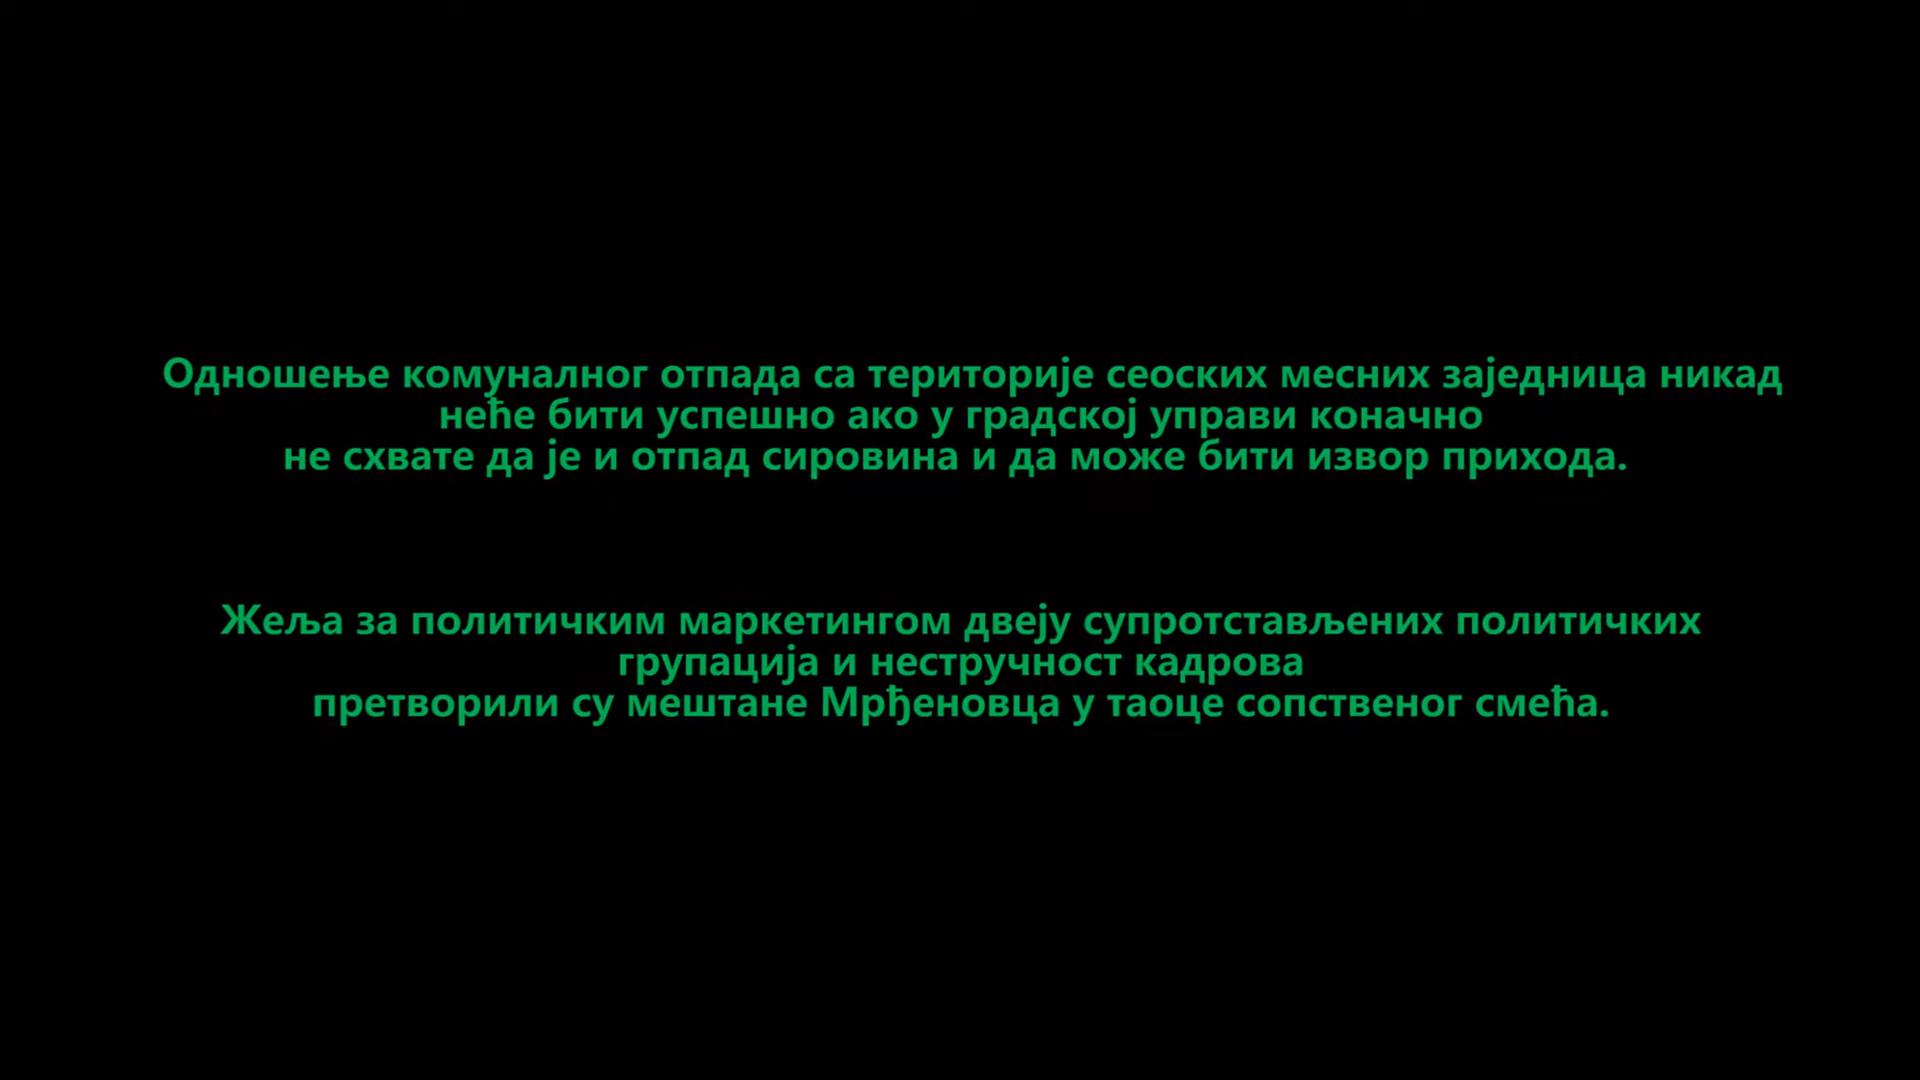 Одношење комуналног отпада са територије сеоских месних заједница никад
неће бити успешно ако у градској управи коначно
не схвате да је и отпад сировина и да може бити извор прихода.
Жеља за политичким маркетингом двеју супротстављених политичких
групација и нестручност кадрова
претворили су мештане Мрђеновца у таоце сопственог смећа.